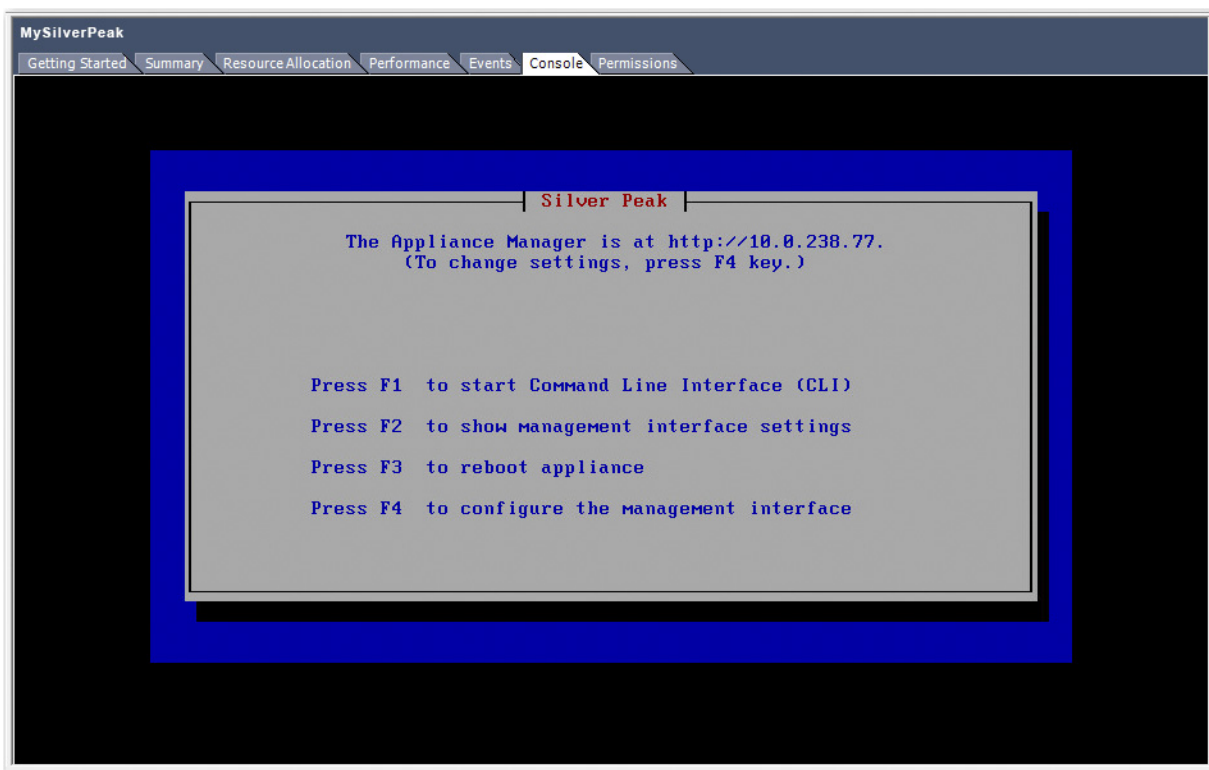 MySilverPeak
Getting Started Summary Resource Allocation Performance Events Console Permissions
Silver Peak
The Appliance Manager is at http://10.0.238.77.
(To change settings, press F4 key.)
Press F1 to start Command Line Interface (CLI)
Press F2 to show management interface settings
Press F3 to reboot appliance
Press F4 to configure the management interface